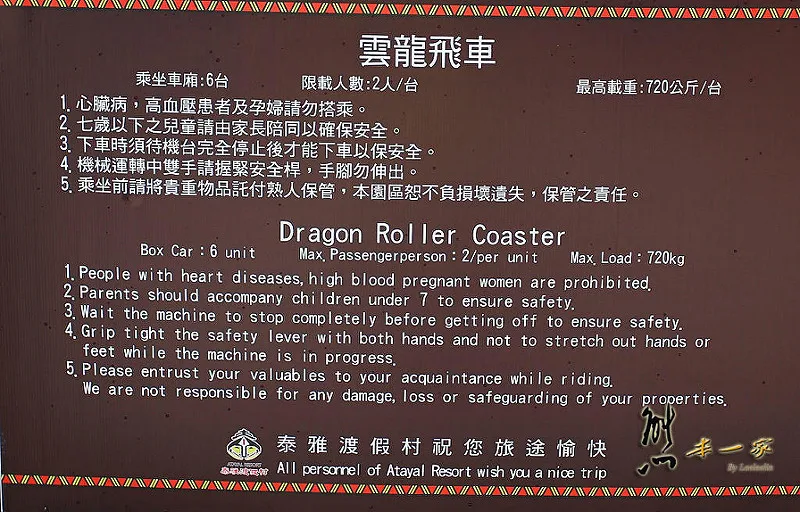 雲龍飛車
乘坐車廂:6台 限載人數:2人/台 最高載重:720公斤/台
1. 心臟病，高血壓患者及孕婦請勿搭乘。
2. 七歲以下之兒童請由家長陪同以確保安全。
3. 下車時須待機台完全停止後才能下車以保安全。
4. 機械運轉中雙手請握緊安全桿，手腳勿伸出。
5. 乘坐前請將貴重物品託付熟人保管，本園區恕不負損壞遺失，保管之責任。
Dragon Roller Coaster
Box Car：6 unit Max. Passengerperson：2/per unit Max. Load：720kg
1. People with heart diseases, high blood pregnant women are prohibited.
2. Parents should accompany children under 7 to ensure safety.
3. Wait the machine to stop completely before getting off to ensure safety.
4. Grip tight the safety lever with both hands and not to stretch out hands or
feet while the machine is in progress.
5. Please entrust your valuables to your acquaintance while riding.
We are not responsible for any damage, loss or safeguarding of your properties.
泰雅渡假村祝您旅途愉快
All personnel of Atayal Resort wish you a nice trip
ATAYAL RESORT
泰雅渡假村